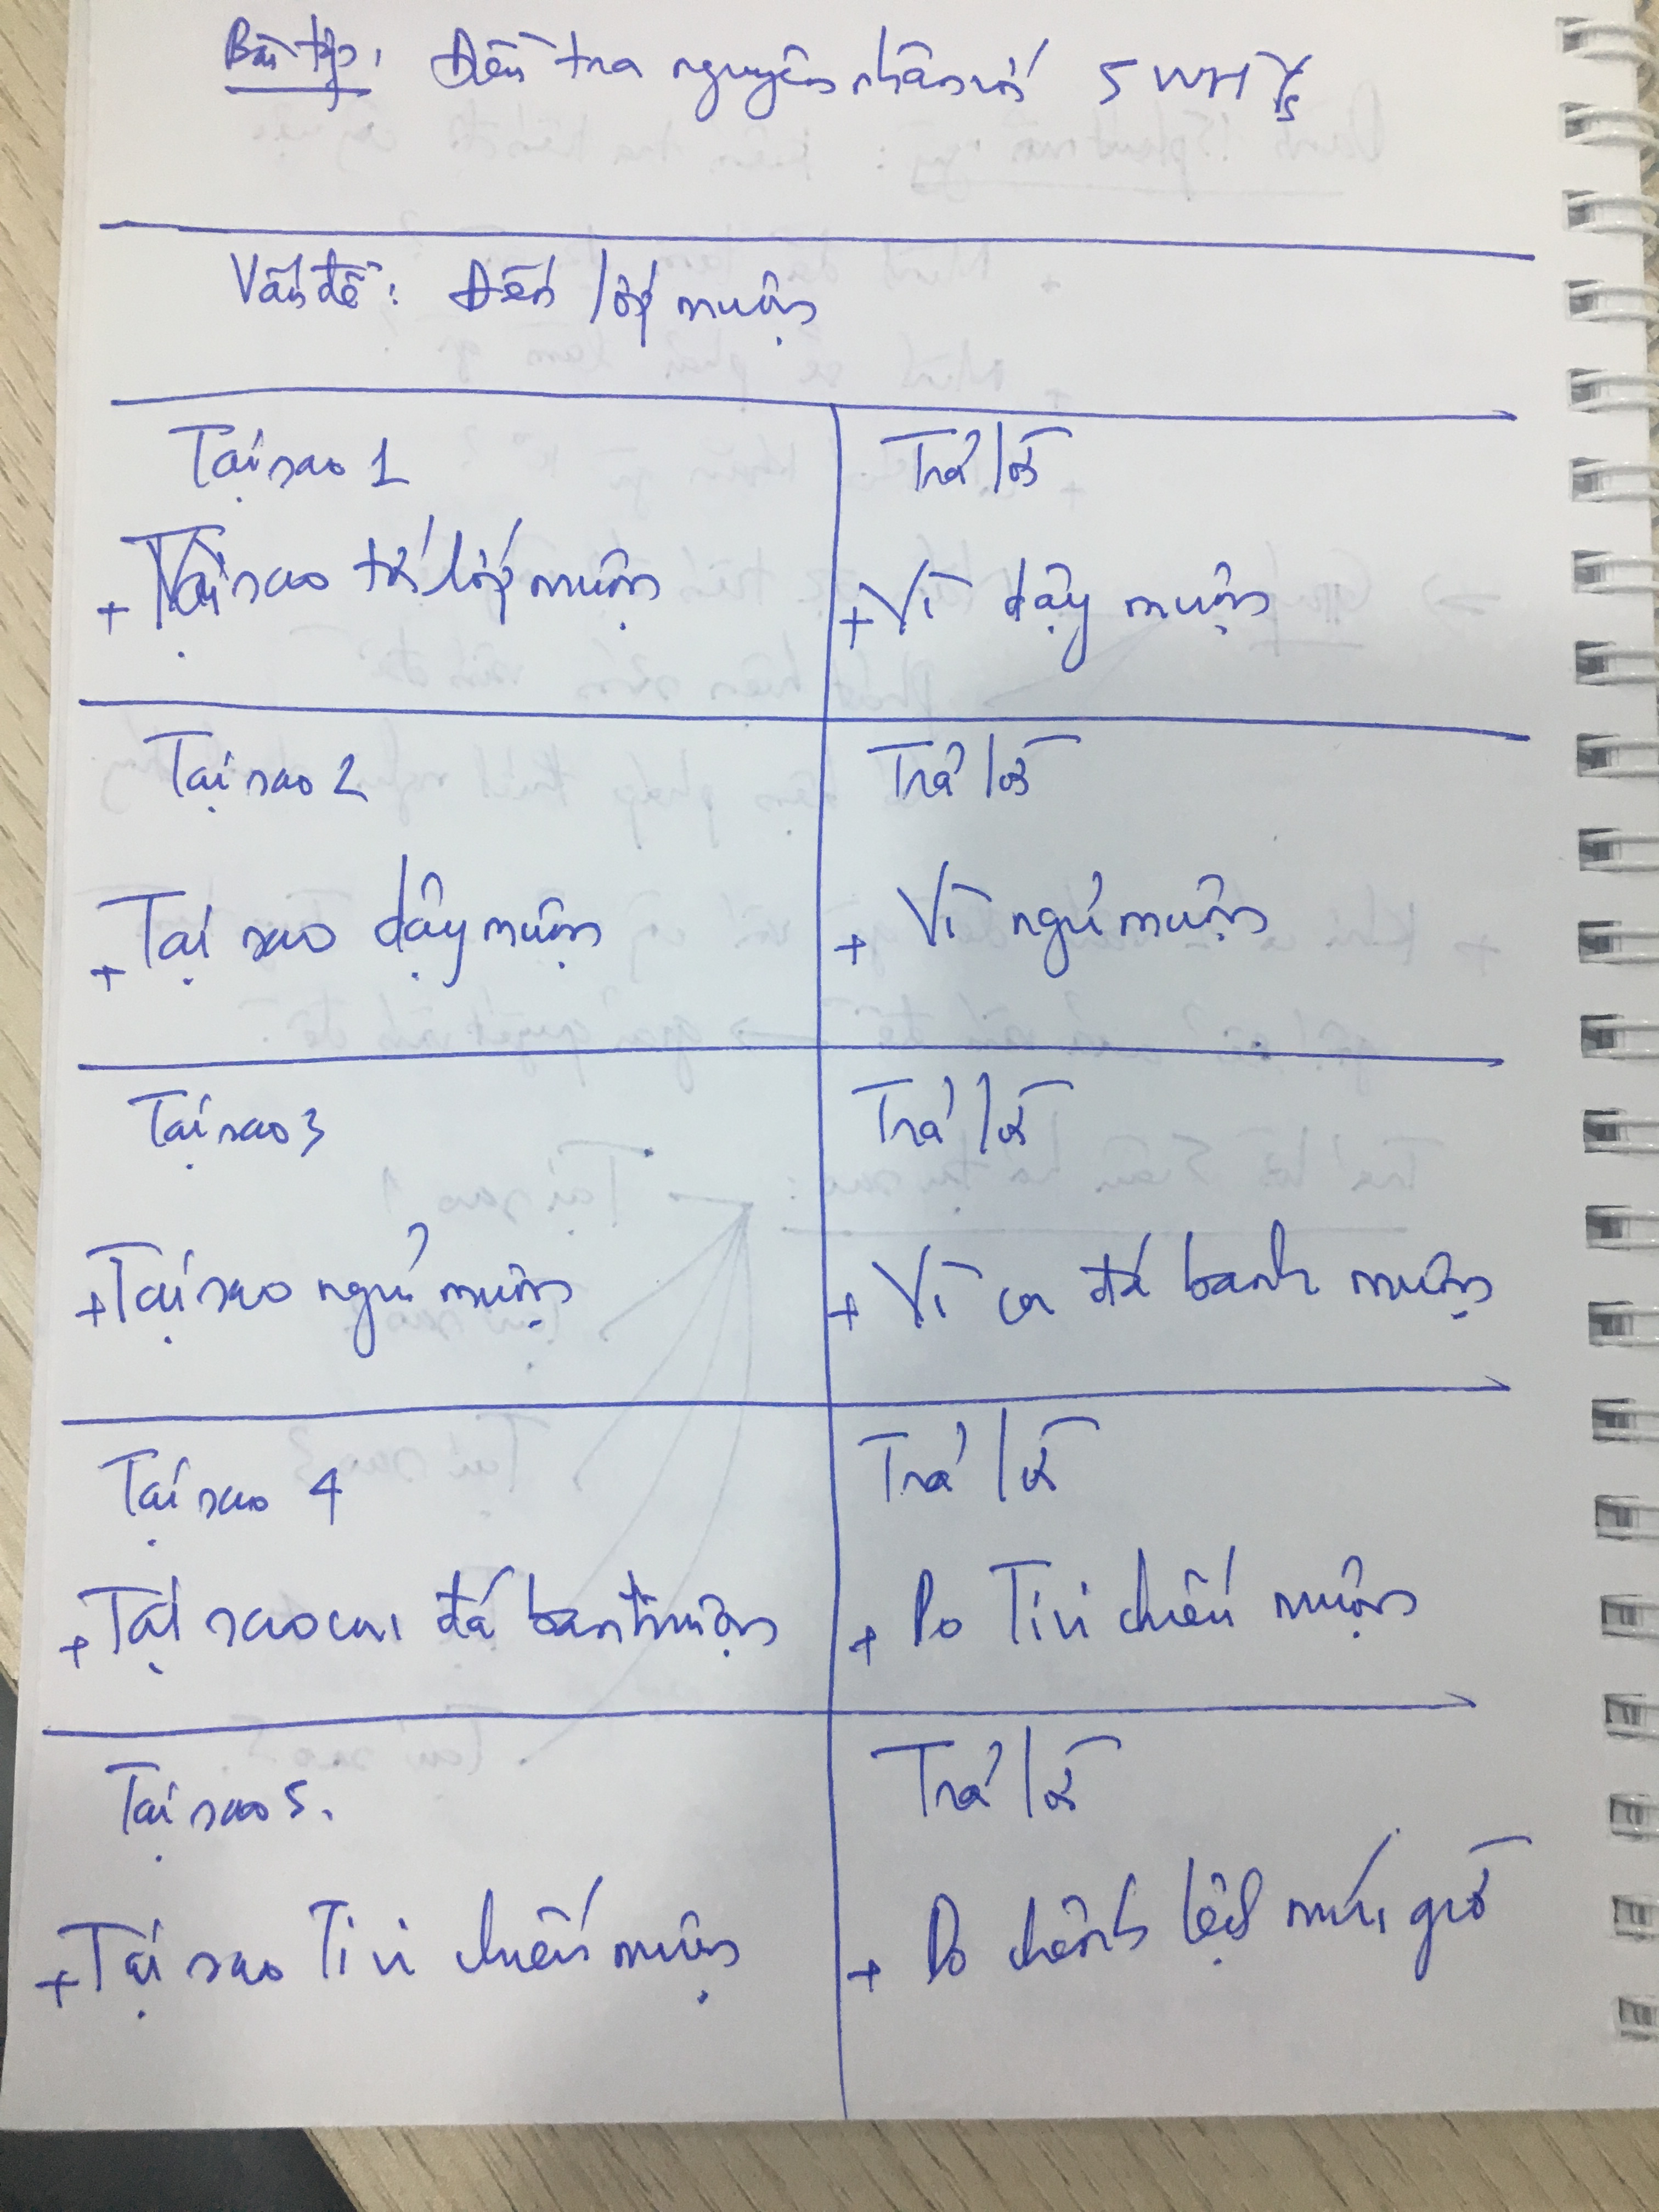 Bài tập: Điều tra nguyên nhân với 5 WHYs
Vấn đề: Đến lớp muộn
Tại sao 1
Trả lời
+ Tại sao tới lớp muộn
+ Vì dậy muộn
Tại sao 2
Trả lời
+ Tại sao dậy muộn
+ Vì ngủ muộn
Tại sao 3
Trả lời
+ Tại sao ngủ muộn
+ Vì coi đá banh muộn
Tại sao 4
Trả lời
+ Tại sao coi đá banh muộn
+ Do Tivi chiếu muộn
Tại sao 5.
Trả lời
+ Tại sao Tivi chiếu muộn
+ Do chênh lệch múi giờ